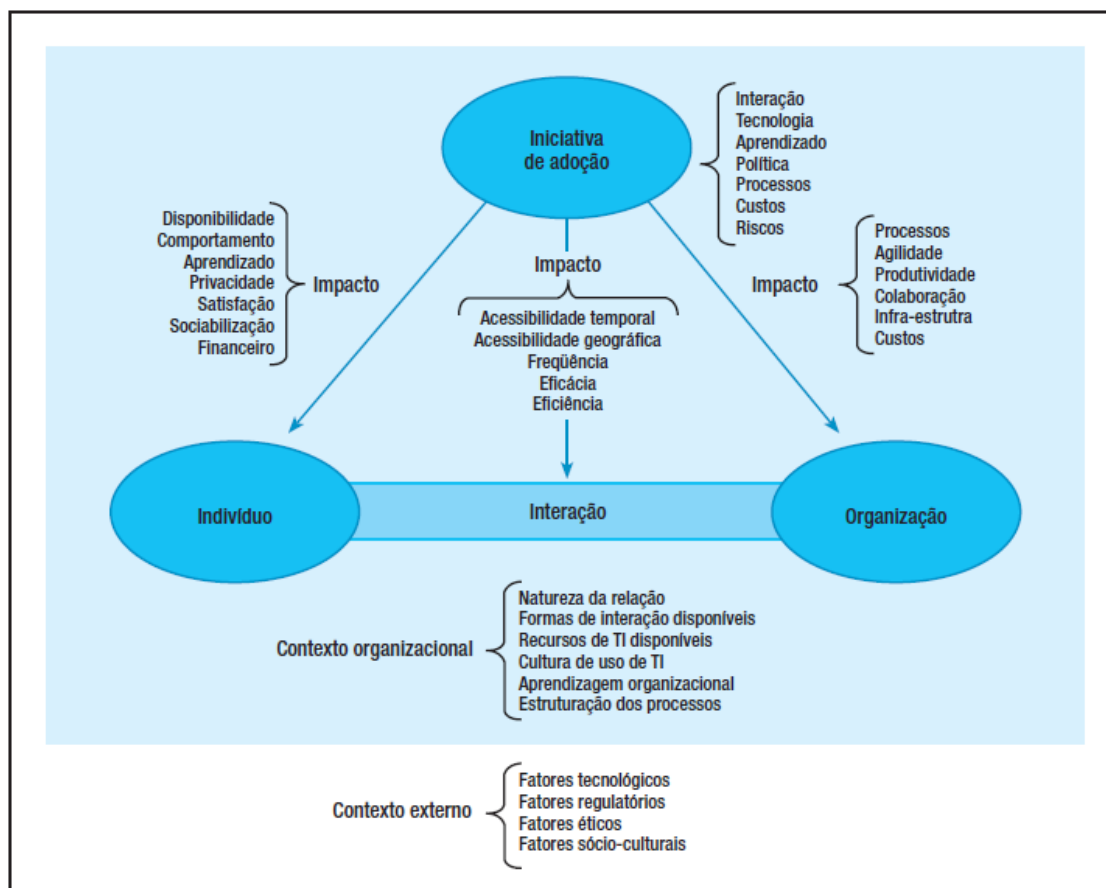 Iniciativa
de adoção
Interação
Tecnologia
Aprendizado
Política
Processos
Custos
Riscos
Disponibilidade
Comportamento
Aprendizado
Privacidade
Satisfação
Sociabilização
Financeiro
Impacto
Impacto
Acessibilidade temporal
Acessibilidade geográfica
Freqüência
Eficácia
Eficiência
Impacto
Processos
Agilidade
Produtividade
Colaboração
Infra-estrutra
Custos
Indivíduo
Interação
Organização
Contexto organizacional
Natureza da relação
Formas de interação disponíveis
Recursos de TI disponíveis
Cultura de uso de TI
Aprendizagem organizacional
Estruturação dos processos
Contexto externo
Fatores tecnológicos
Fatores regulatórios
Fatores éticos
Fatores sócio-culturais